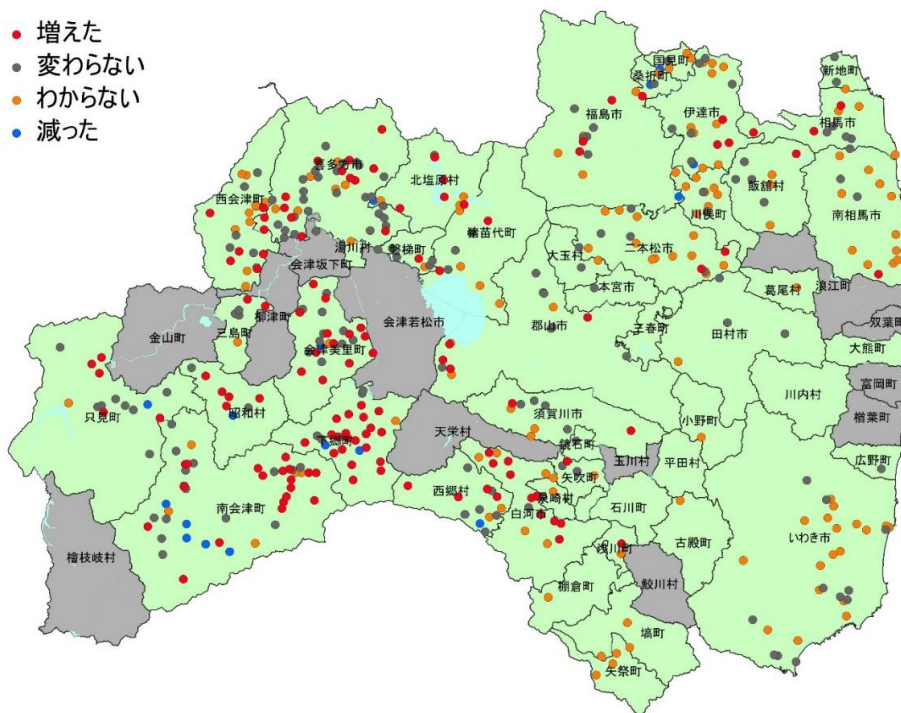 増えた
変わらない
わからない
減った
国見町
桑折町
新地町
福島市
伊達市
相馬市
喜多方市
北塩原村
西会津町
飯舘村
川俣町
南相馬市
猪苗代町
湯川村
磐梯町
大玉村
二本松市
会津坂下町
本宮市
葛尾村
浪江町
会津若松市
柳津町
三島町
金山町
郡山市
三春町
田村市
双葉町
大熊町
会津美里町
川内村
富岡町
只見町
昭和村
須賀川市
小野町
楢葉町
下郷町
天栄村
鏡石町
玉川村
平田村
広野町
西郷村
矢吹町
泉崎村
南会津町
白河市
石川町
古殿町
いわき市
檜枝岐村
浅川町
棚倉町
鮫川村
塙町
矢祭町